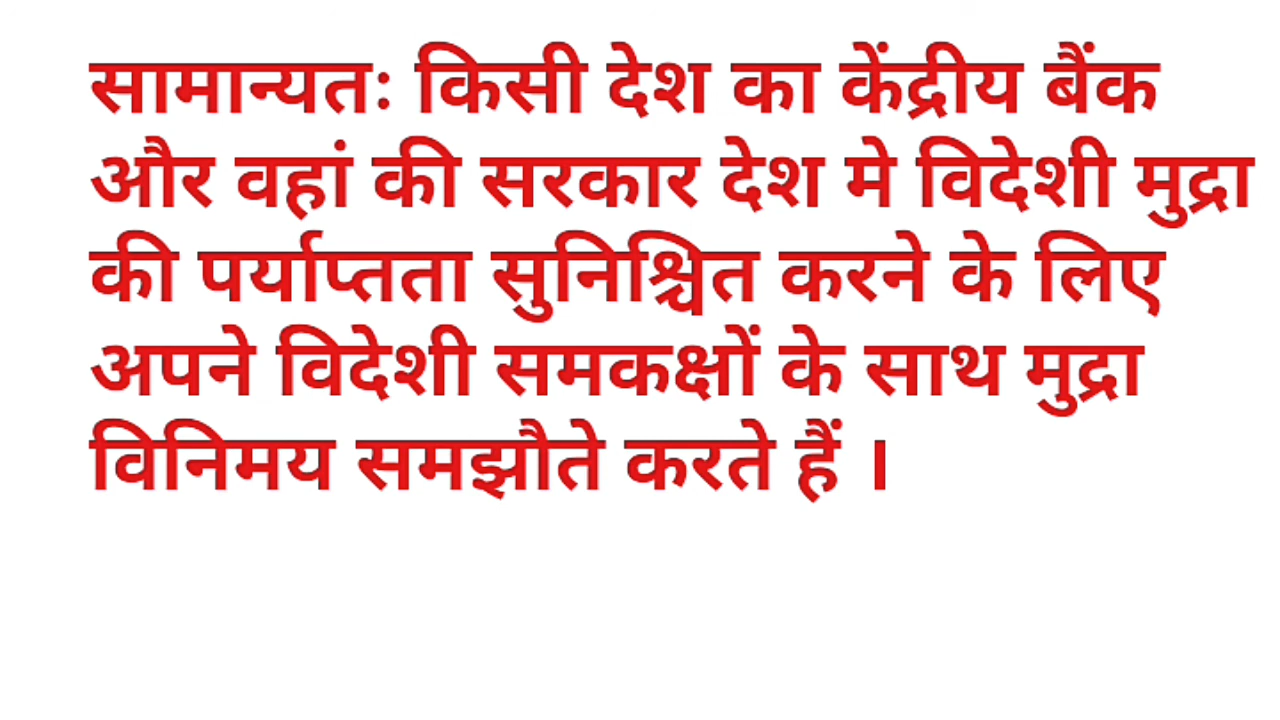 सामान्यतः किसी देश का केंद्रीय बैंक
और वहां की सरकार देश मे विदेशी मुद्रा
की पर्याप्तता सुनिश्चित करने के लिए
अपने विदेशी समकक्षों के साथ मुद्रा
विनिमय समझौते करते हैं ।